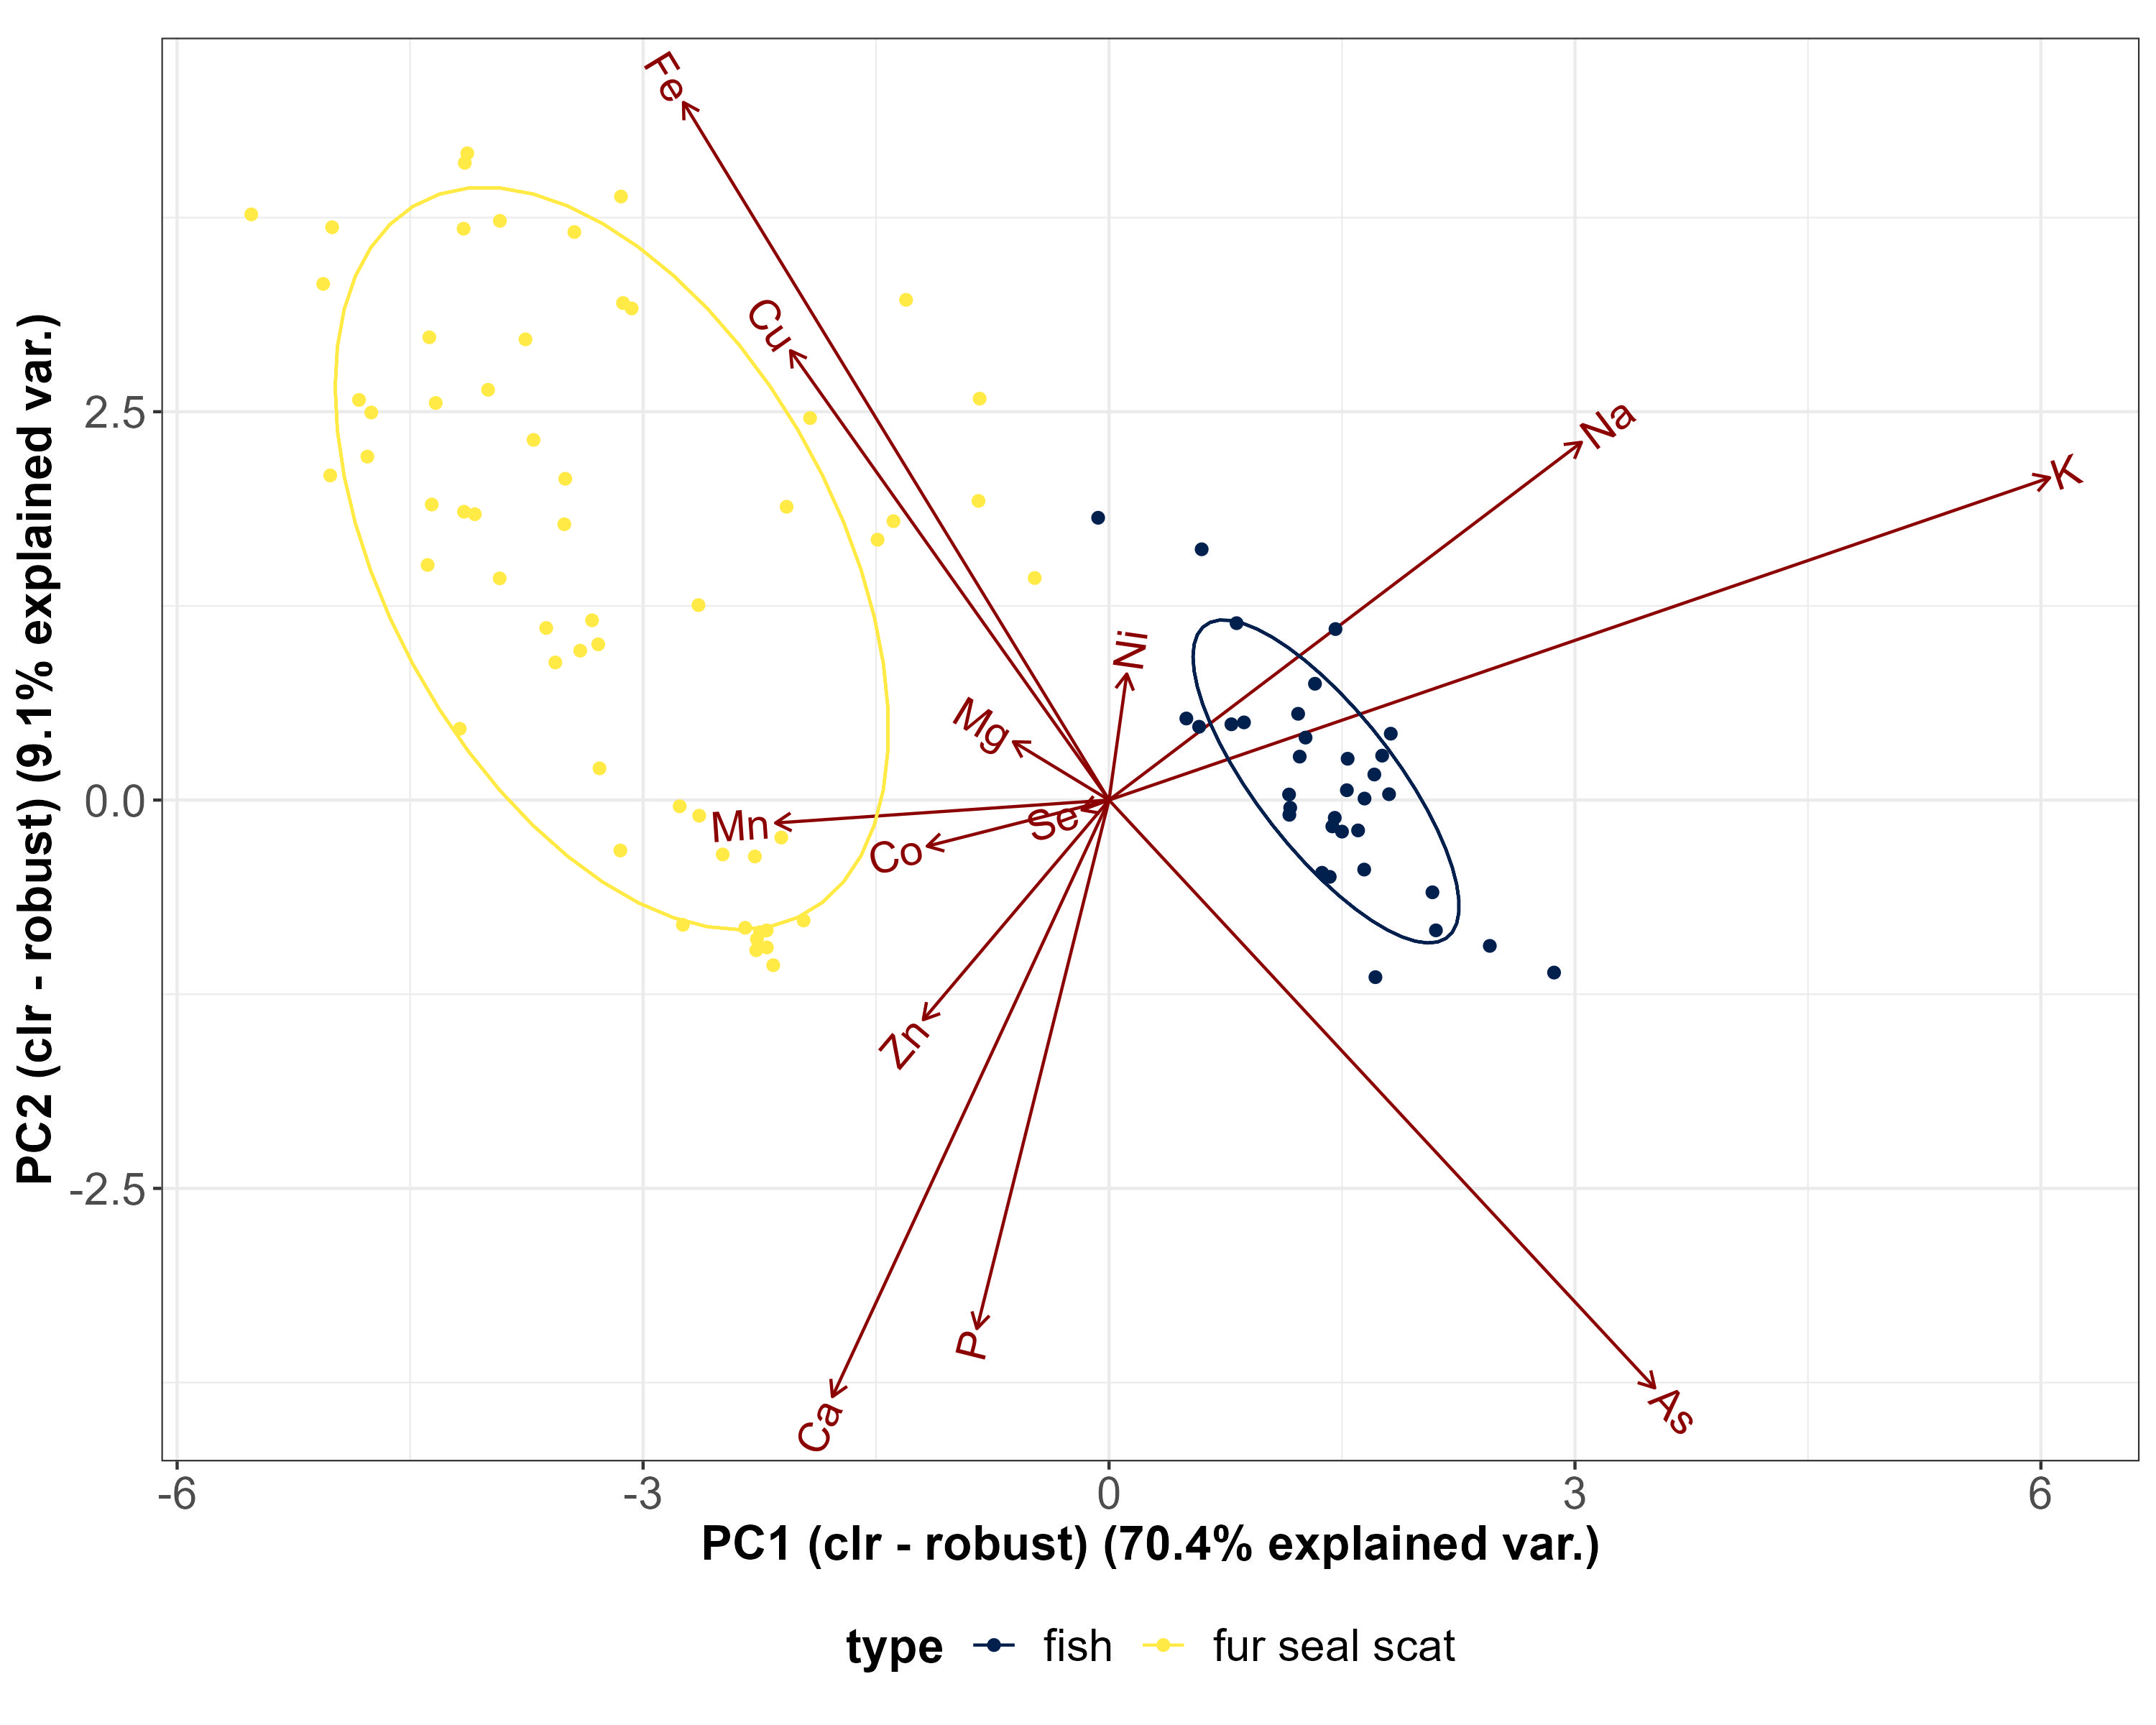 PC2 (clr - robust) (9.1% explained var.)
2.5
0.0
-2.5
Fe
Cu
Na
K
Ni
Mg
Se
Mn
Co
Zn
P
Ca
As
-6 -3 0 3 6
PC1 (clr - robust) (70.4% explained var.)
type fish fur seal scat